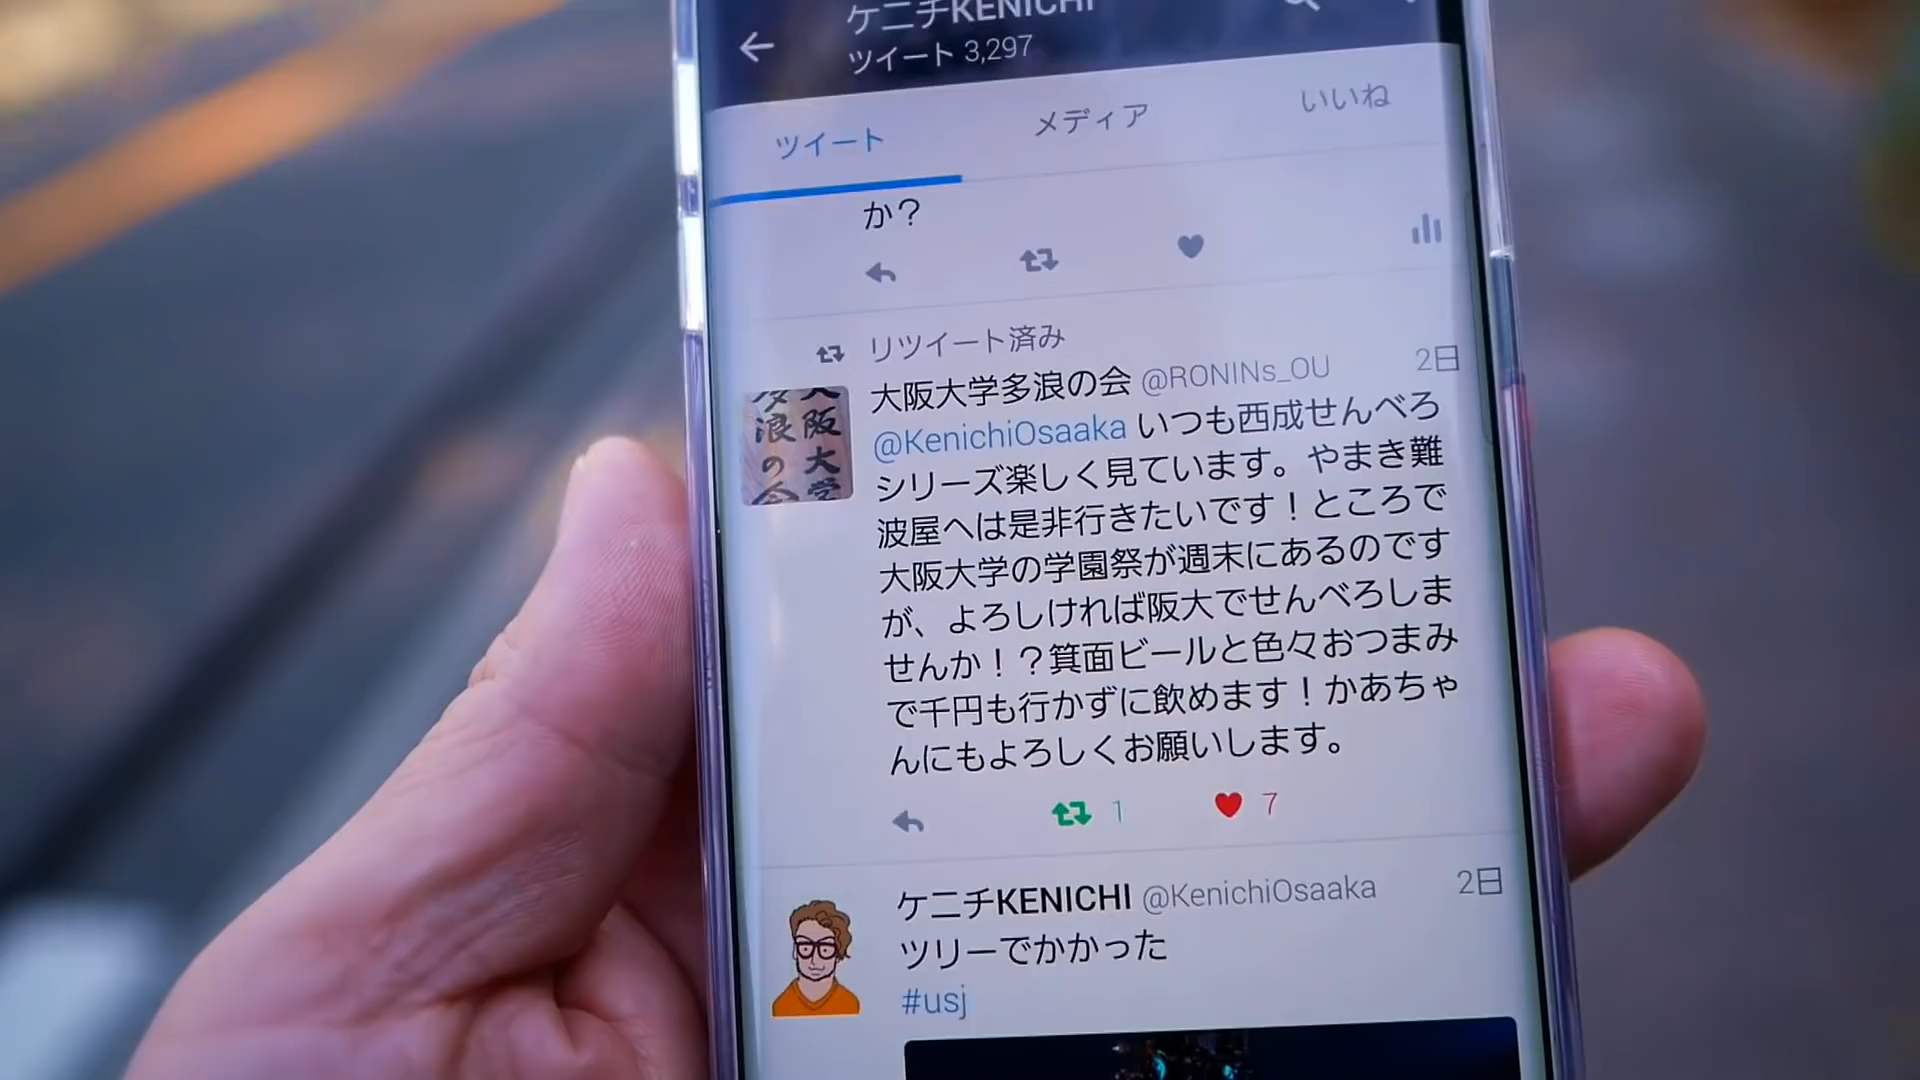 ケニチKENICHI
ツイート 3,297
ツイート
メディア
いいね
か？
リツイート済み
大阪大学多浪の会 @RONINs_OU 2日
@KenichiOsaaka いつも西成せんべろ
シリーズ楽しく見ています。やまき難
波屋へは是非行きたいです！ところで
大阪大学の学園祭が週末にあるのです
が、よろしければ阪大でせんべろしま
せんか！？箕面ビールと色々おつまみ
で千円も行かずに飲めます！かあちゃ
んにもよろしくお願いします。
1
7
大阪大学
多浪の会
ケニチKENICHI @KenichiOsaaka 2日
ツリーでかかった
#usj